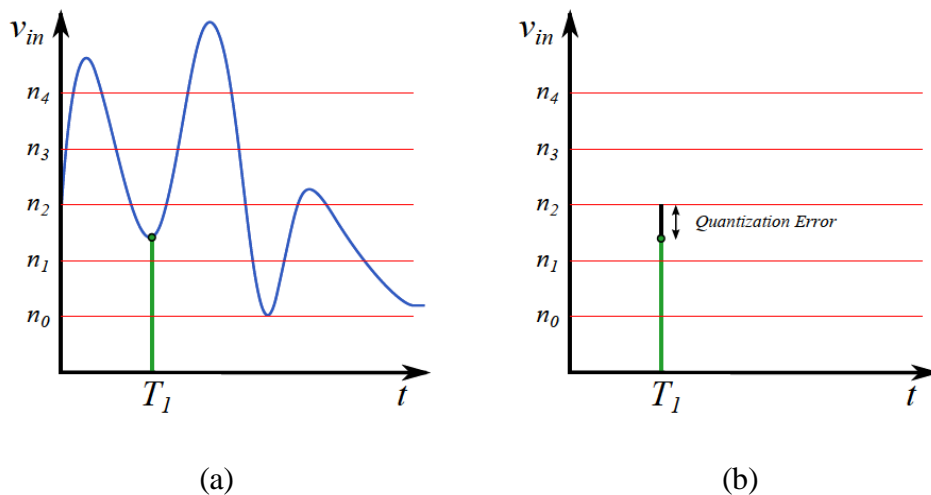 v_in
n_4
n_3
n_2
n_1
n_0
T_1
t
(a)
v_in
n_4
n_3
n_2
Quantization Error
n_1
n_0
T_1
t
(b)